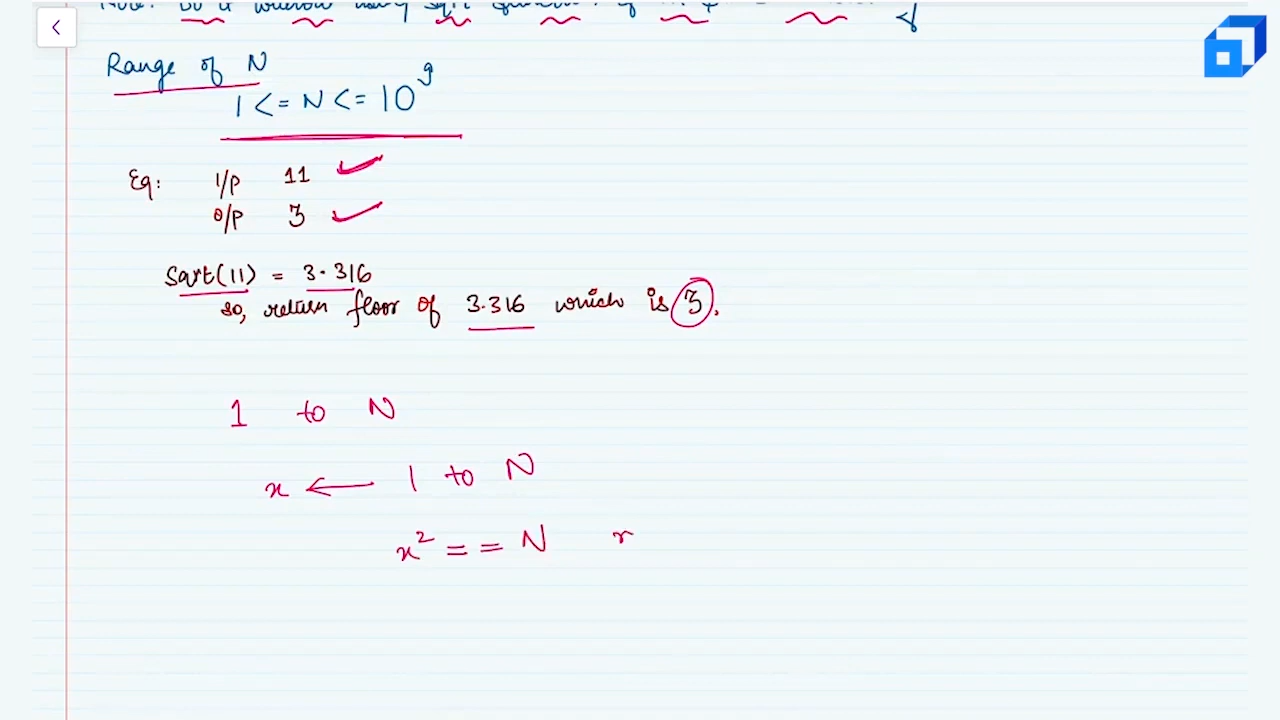 Range of N
1 <= N <= 10^9
Eg: I/P 11
O/P 3
Sqrt(11) = 3.316
so, return floor of 3.316 which is 3.
1 to N
x ← 1 to N
x² == N r